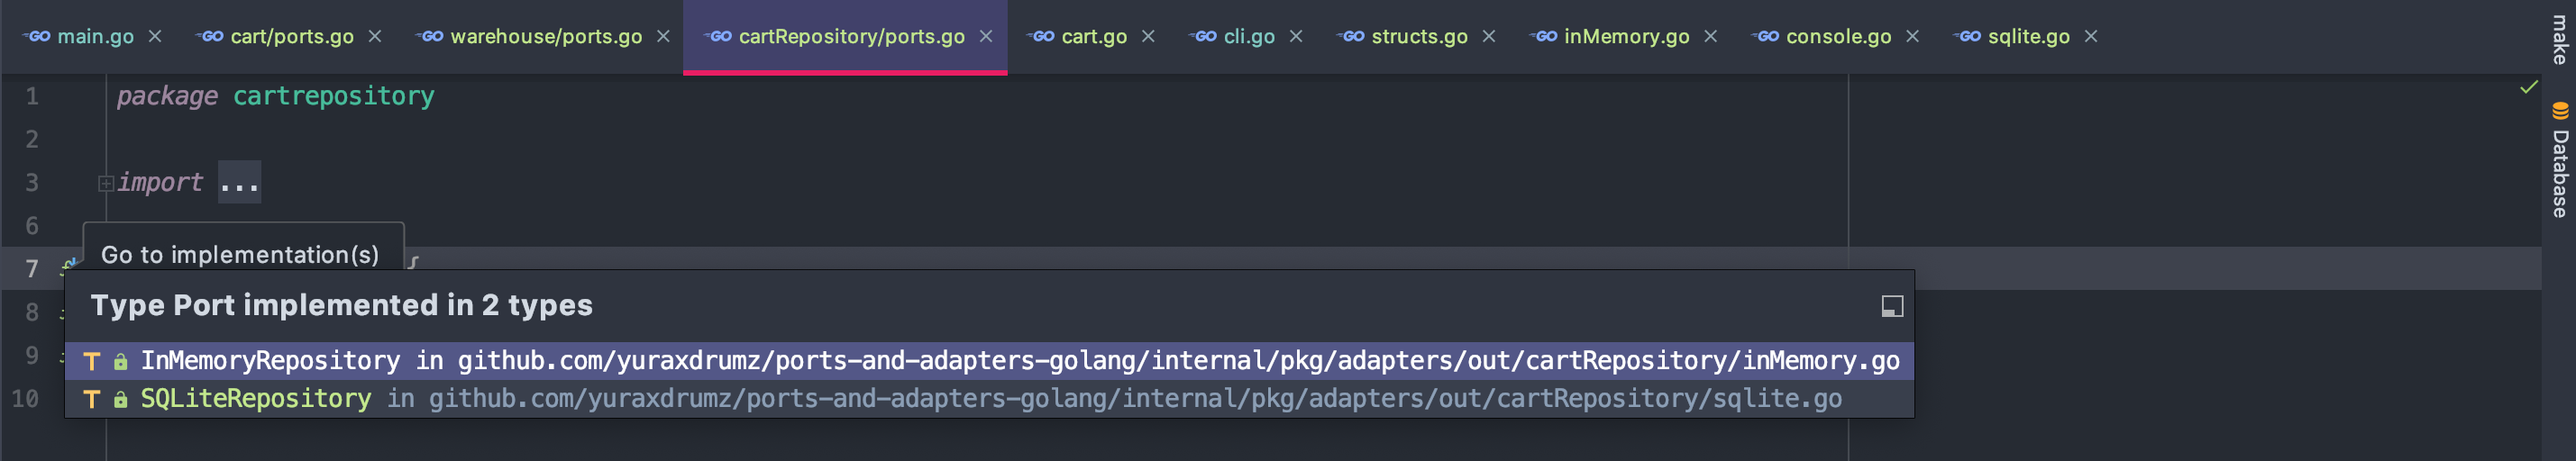 GO main.go × GO cart/ports.go × GO warehouse/ports.go × GO cartRepository/ports.go × GO cart.go × GO cli.go × GO structs.go × GO inMemory.go × GO console.go × GO sqlite.go ×
make
Database
1 package cartrepository
2
3 import ...
6
Go to implementation(s)
7 {
Type Port implemented in 2 types
8
9
T InMemoryRepository in github.com/yuraxdrumz/ports-and-adapters-golang/internal/pkg/adapters/out/cartRepository/inMemory.go
10
T SQLiteRepository in github.com/yuraxdrumz/ports-and-adapters-golang/internal/pkg/adapters/out/cartRepository/sqlite.go